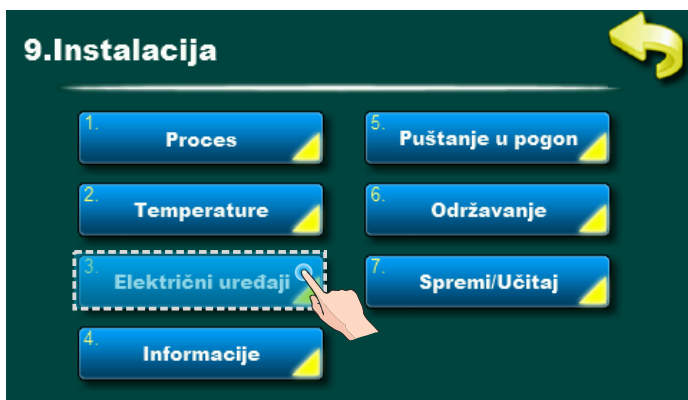 9.Instalacija
1.
Proces
2.
Temperature
3.
Električni uređaji
4.
Informacije
5.
Puštanje u pogon
6.
Održavanje
7.
Spremi/Učitaj